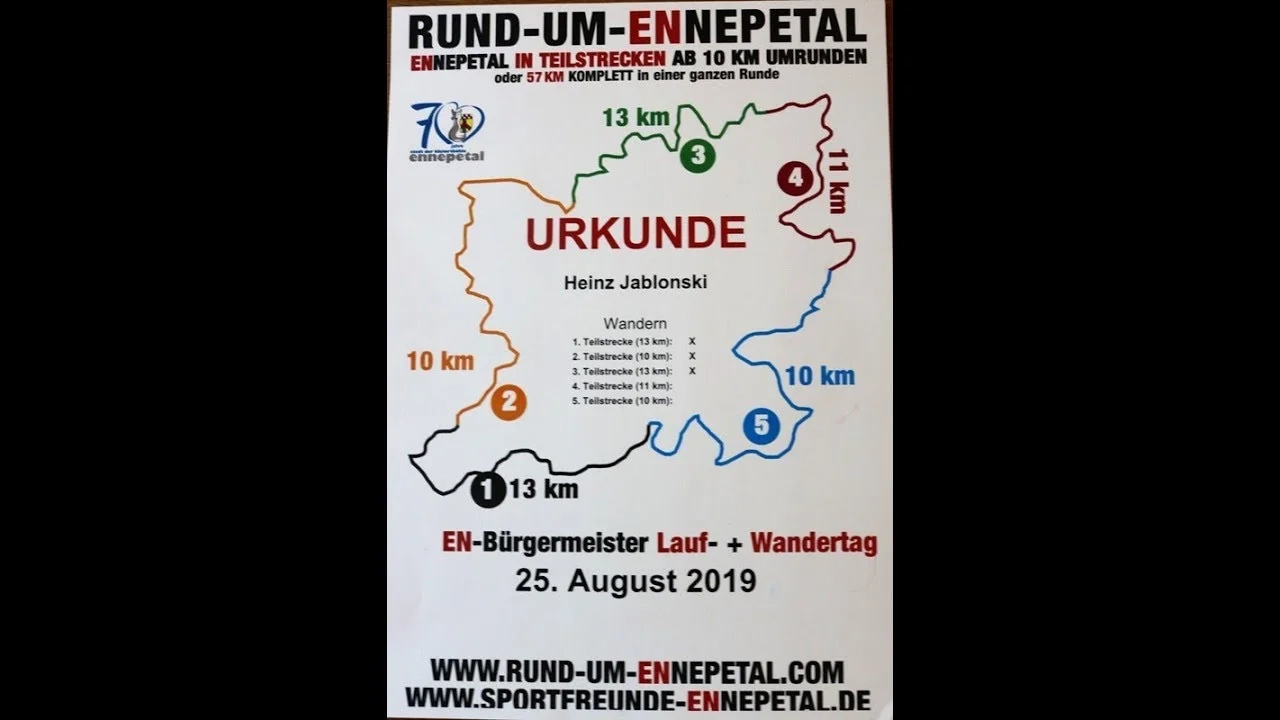 RUND-UM-ENNEPETAL
ENNEPETAL IN TEILSTRECKEN AB 10 KM UMRUNDEN
oder 57 KM KOMPLETT in einer ganzen Runde
70
ennepetal
13 km
3
4
11 km
URKUNDE
Heinz Jablonski
Wandern
1. Teilstrecke (13 km): X
2. Teilstrecke (10 km): X
3. Teilstrecke (13 km): X
4. Teilstrecke (11 km):
5. Teilstrecke (10 km):
10 km
2
10 km
5
1 13 km
EN-Bürgermeister Lauf- + Wandertag
25. August 2019
WWW.RUND-UM-ENNEPETAL.COM
WWW.SPORTFREUNDE-ENNEPETAL.DE